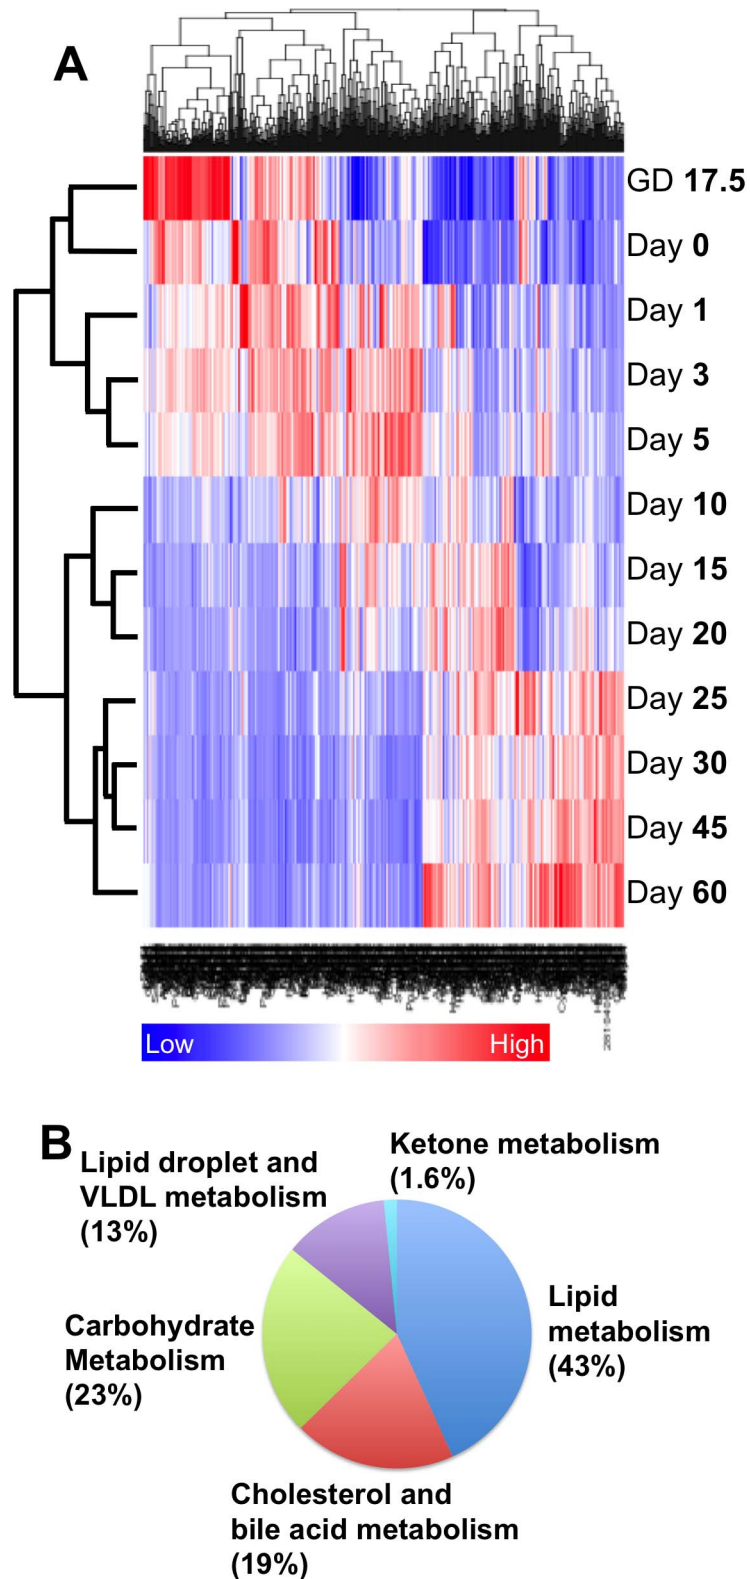 A
GD 17.5
Day 0
Day 1
Day 3
Day 5
Day 10
Day 15
Day 20
Day 25
Day 30
Day 45
Day 60
Low High
B
Lipid droplet and
VLDL metabolism
(13%)
Ketone metabolism
(1.6%)
Lipid
metabolism
(43%)
Carbohydrate
Metabolism
(23%)
Cholesterol and
bile acid metabolism
(19%)